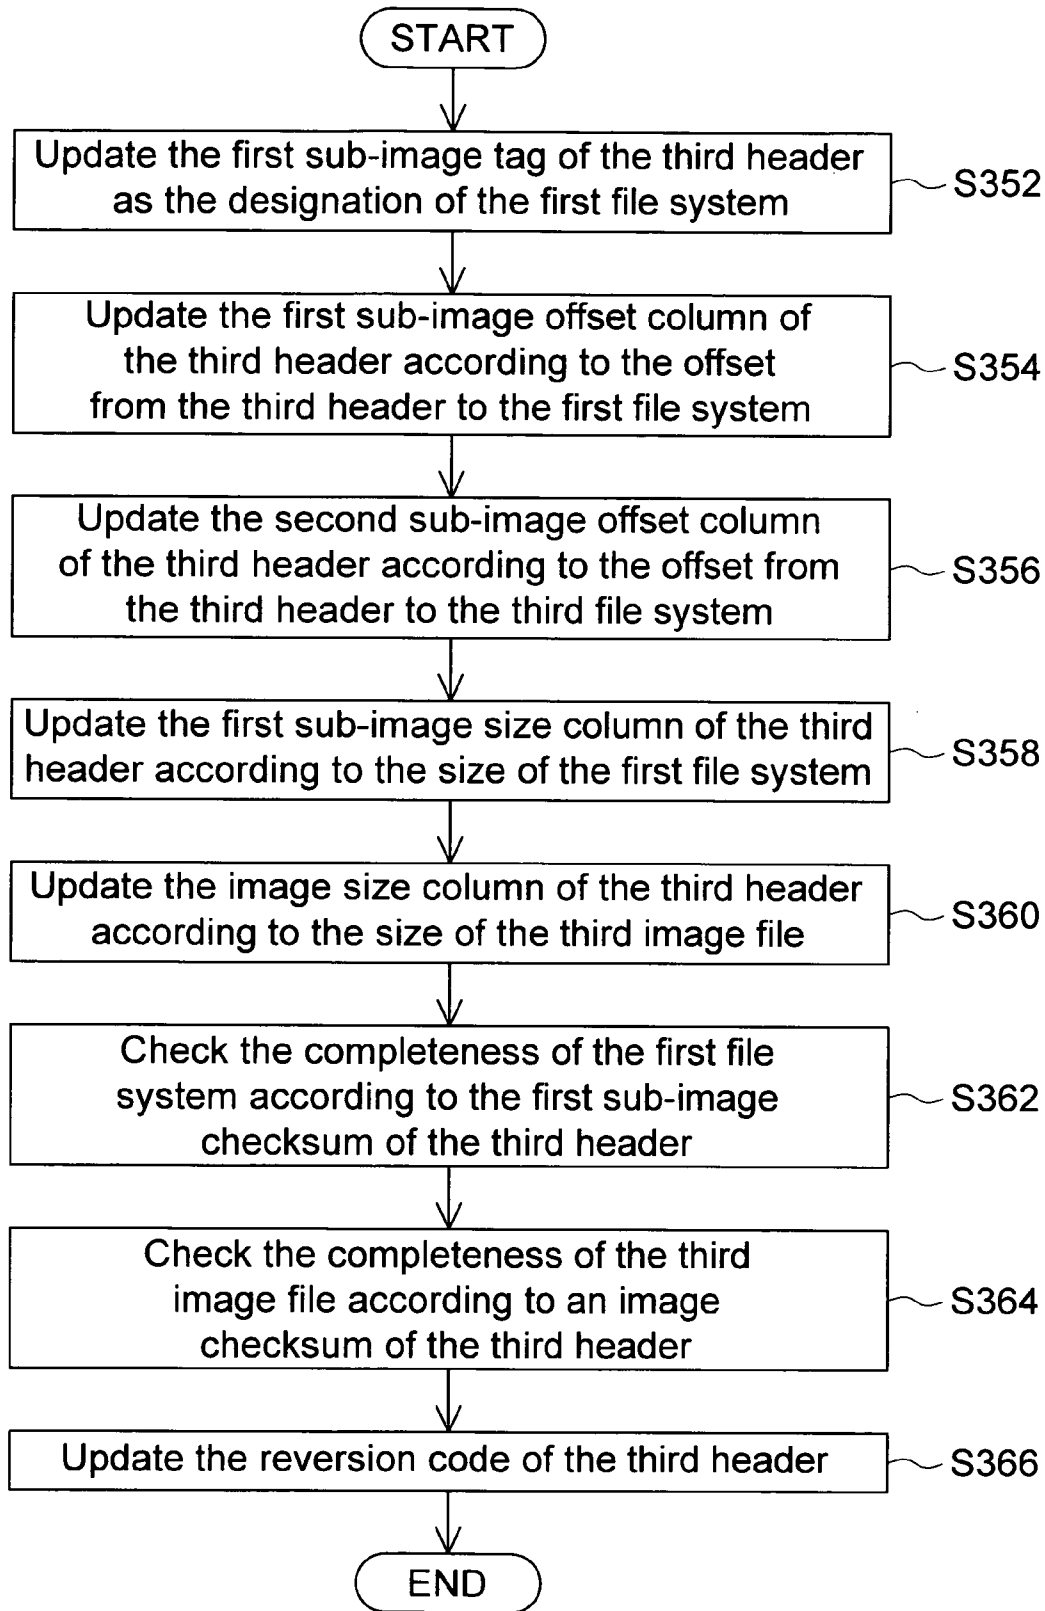 START
Update the first sub-image tag of the third header
as the designation of the first file system
S352
Update the first sub-image offset column of
the third header according to the offset
from the third header to the first file system
S354
Update the second sub-image offset column
of the third header according to the offset from
the third header to the third file system
S356
Update the first sub-image size column of the third
header according to the size of the first file system
S358
Update the image size column of the third header
according to the size of the third image file
S360
Check the completeness of the first file
system according to the first sub-image
checksum of the third header
S362
Check the completeness of the third
image file according to an image
checksum of the third header
S364
Update the reversion code of the third header
S366
END